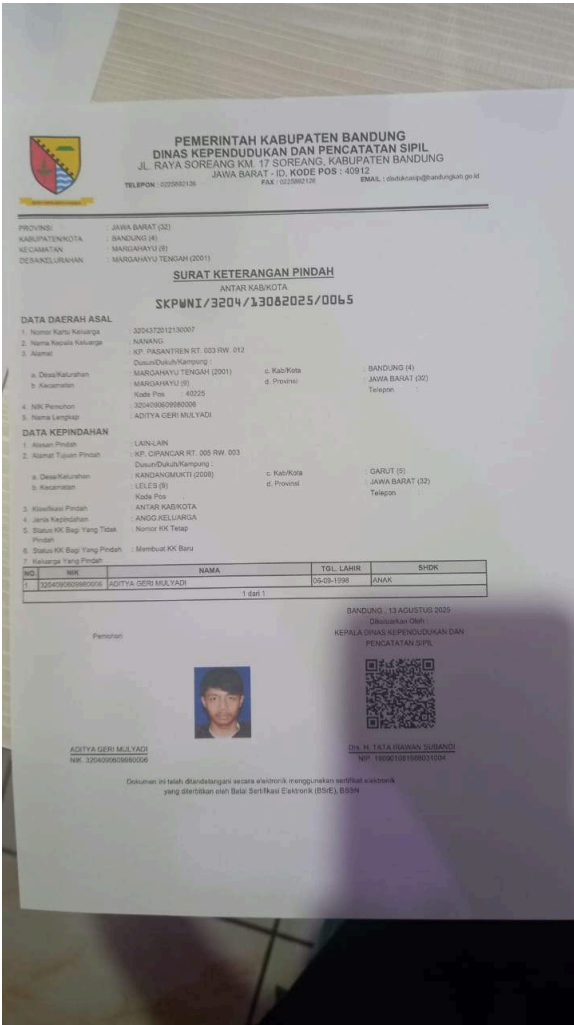 PEMERINTAH KABUPATEN BANDUNG
DINAS KEPENDUDUKAN DAN PENCATATAN SIPIL
JL. RAYA SOREANG KM. 17 SOREANG, KABUPATEN BANDUNG
JAWA BARAT - ID, KODE POS : 40912
TELEPON : 0225892126 FAX : 0225892126 EMAIL :
PROVINSI : JAWA BARAT (32)
KABUPATEN/KOTA : BANDUNG (4)
KECAMATAN : MARGAHAYU (9)
DESA/KELURAHAN : MARGAHAYU TENGAH (2001)
SURAT KETERANGAN PINDAH
ANTAR KAB/KOTA
SKPWNI/3204/13082025/0065
DATA DAERAH ASAL
1. Nomor Kartu Keluarga : 3204372012130007
2. Nama Kepala Keluarga : NANANG
3. Alamat : KP. PASANTREN RT. 003 RW. 012
Dusun/Dukuh/Kampung :
a. Desa/Kelurahan : MARGAHAYU TENGAH (2001) c. Kab/Kota : BANDUNG (4)
b. Kecamatan : MARGAHAYU (9) d. Provinsi : JAWA BARAT (32)
Kode Pos : 40225 Telepon :
4. NIK Pemohon : 3204090609980006
5. Nama Lengkap : ADITYA GERI MULYADI
DATA KEPINDAHAN
1. Alasan Pindah : LAIN-LAIN
2. Alamat Tujuan Pindah : KP. CIPANCAR RT. 005 RW. 003
Dusun/Dukuh/Kampung :
a. Desa/Kelurahan : KANDANGMUKTI (2008) c. Kab/Kota : GARUT (5)
b. Kecamatan : LELES (9) d. Provinsi : JAWA BARAT (32)
Kode Pos : Telepon
3. Klasifikasi Pindah : ANTAR KAB/KOTA
4. Jenis Kepindahan : ANGG.KELUARGA
5. Status KK Bagi Yang Tidak Pindah : Nomor KK Tetap
6. Status KK Bagi Yang Pindah : Membuat KK Baru
7. Keluarga Yang Pindah
NO. NIK NAMA TGL. LAHIR SHDK
1. 3204090609980006 ADITYA GERI MULYADI 06-09-1998 ANAK
1 dari 1
BANDUNG , 13 AGUSTUS 2025
Dikeluarkan Oleh :
Pemohon KEPALA DINAS KEPENDUDUKAN DAN
PENCATATAN SIPIL
ADITYA GERI MULYADI Drs. H. TATA IRAWAN SUBANDI
NIK. 3204090609980006 NIP.
Dokumen ini telah ditandatangani secara elektronik menggunakan sertifikat elektronik
yang diterbitkan oleh Balai Sertifikasi Elektronik (BSrE), BSSN